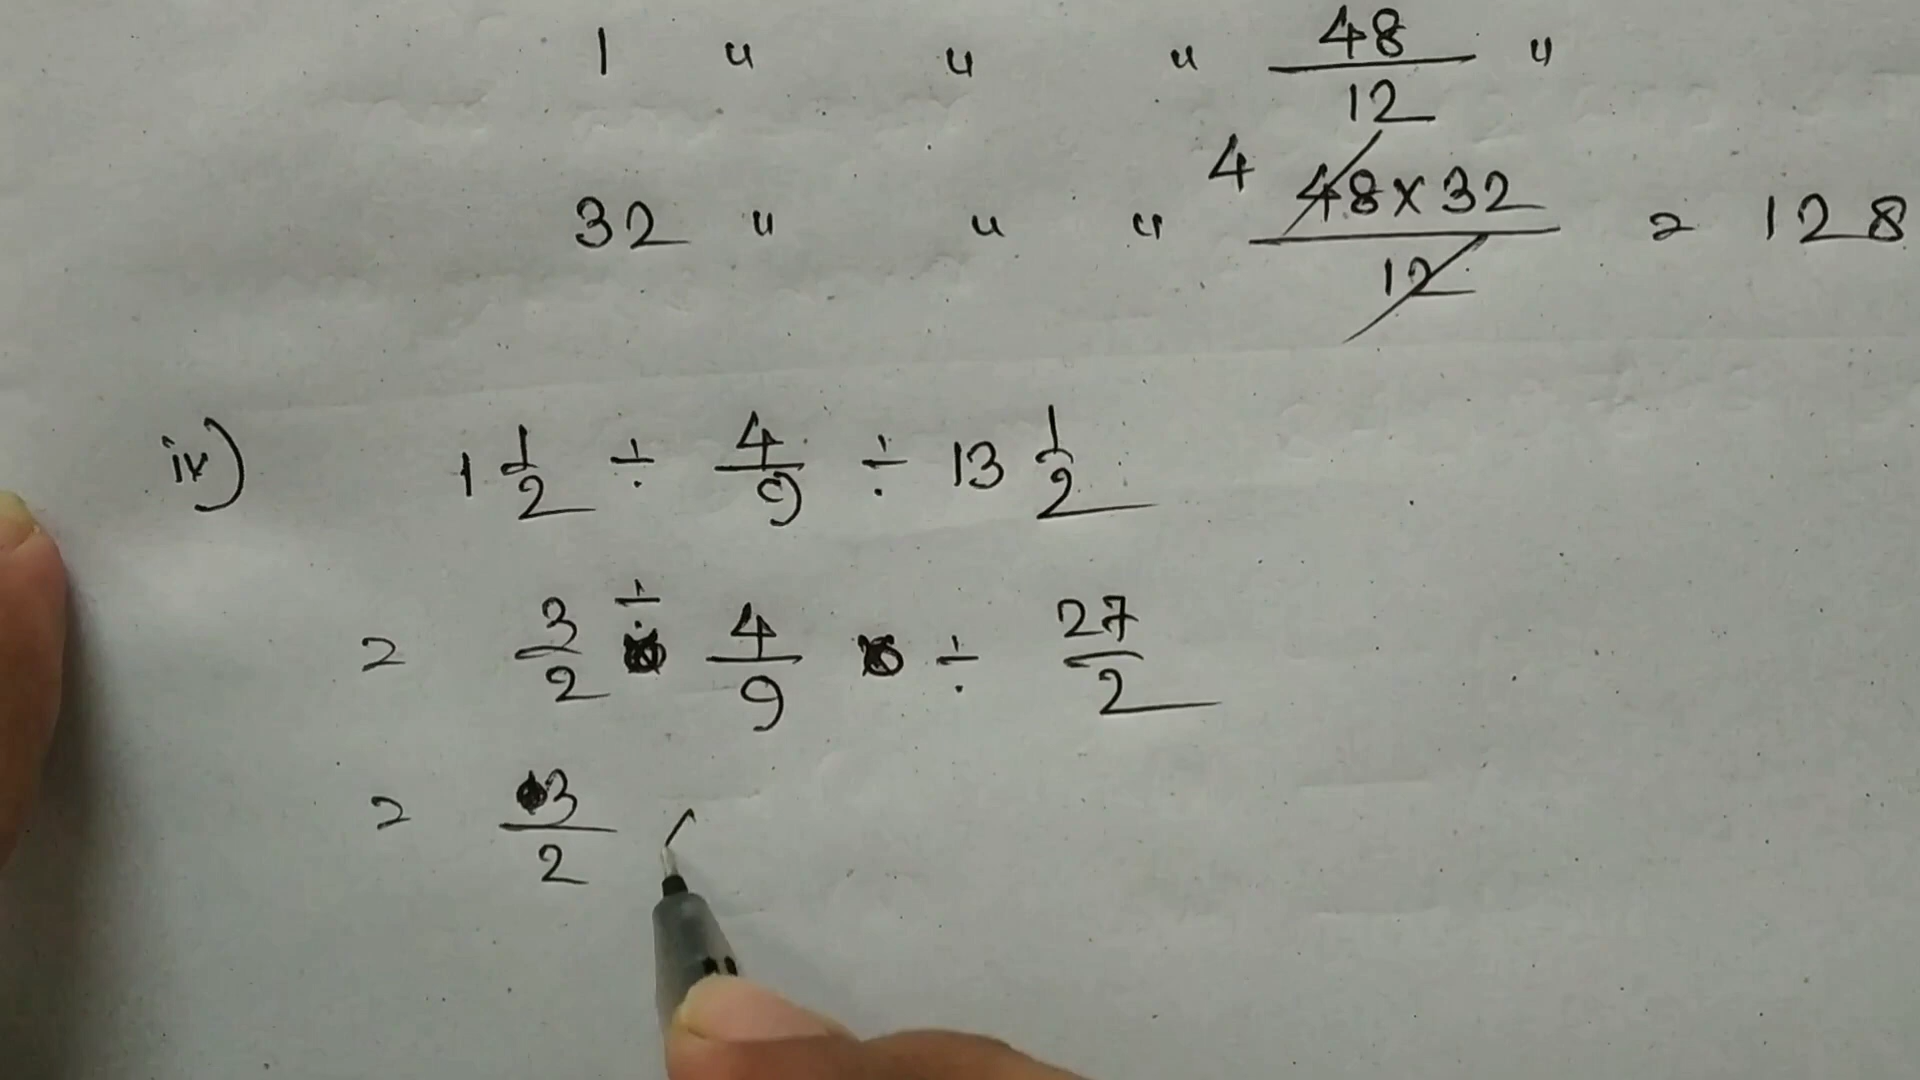 1 " " " 48/12 "
32 " " " 4 48×32/12 = 128
iv) 1 1/2 ÷ 4/9 ÷ 13 1/2
= 3/2 ÷ 4/9 ÷ 27/2
= 3/2